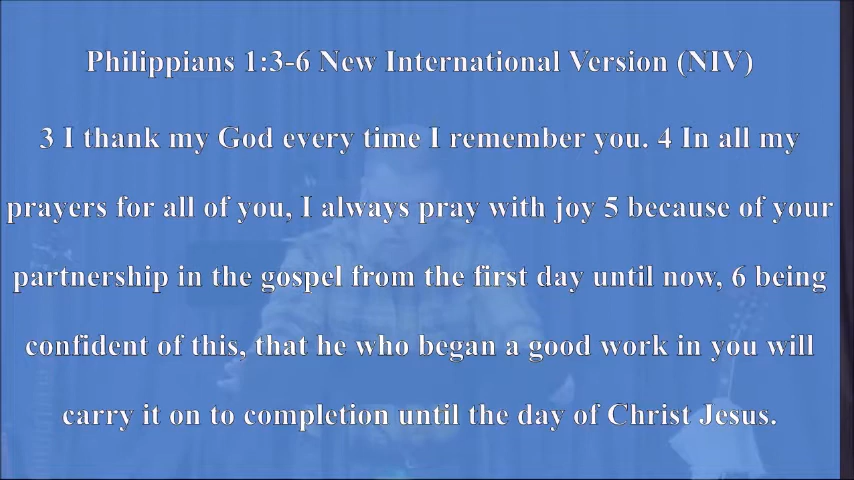 Philippians 1:3-6 New International Version (NIV)
3 I thank my God every time I remember you. 4 In all my
prayers for all of you, I always pray with joy 5 because of your
partnership in the gospel from the first day until now, 6 being
confident of this, that he who began a good work in you will
carry it on to completion until the day of Christ Jesus.